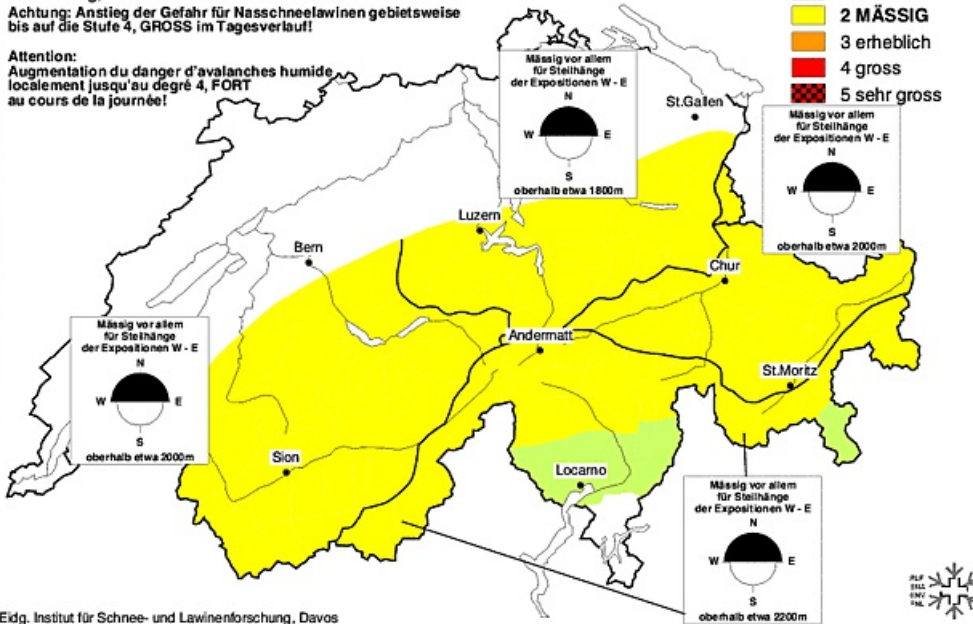 Achtung: Anstieg der Gefahr für Nasschneelawinen gebietsweise
bis auf die Stufe 4, GROSS im Tagesverlauf!
Attention:
Augmentation du danger d'avalanches humide
localement jusqu'au degré 4, FORT
au cours de la journée!
2 MÄSSIG
3 erheblich
4 gross
5 sehr gross
Mässig vor allem
für Steilhänge
der Expositionen W - E
N
W E
S
oberhalb etwa 1800m
St.Gallen
Mässig vor allem
für Steilhänge
der Expositionen W - E
N
W E
S
oberhalb etwa 2000m
Luzern
Bern
Chur
Mässig vor allem
für Steilhänge
der Expositionen W - E
N
W E
S
oberhalb etwa 2000m
Andermatt
St.Moritz
Sion
Locarno
Mässig vor allem
für Steilhänge
der Expositionen W - E
N
W E
S
oberhalb etwa 2200m
Eidg. Institut für Schnee- und Lawinenforschung, Davos